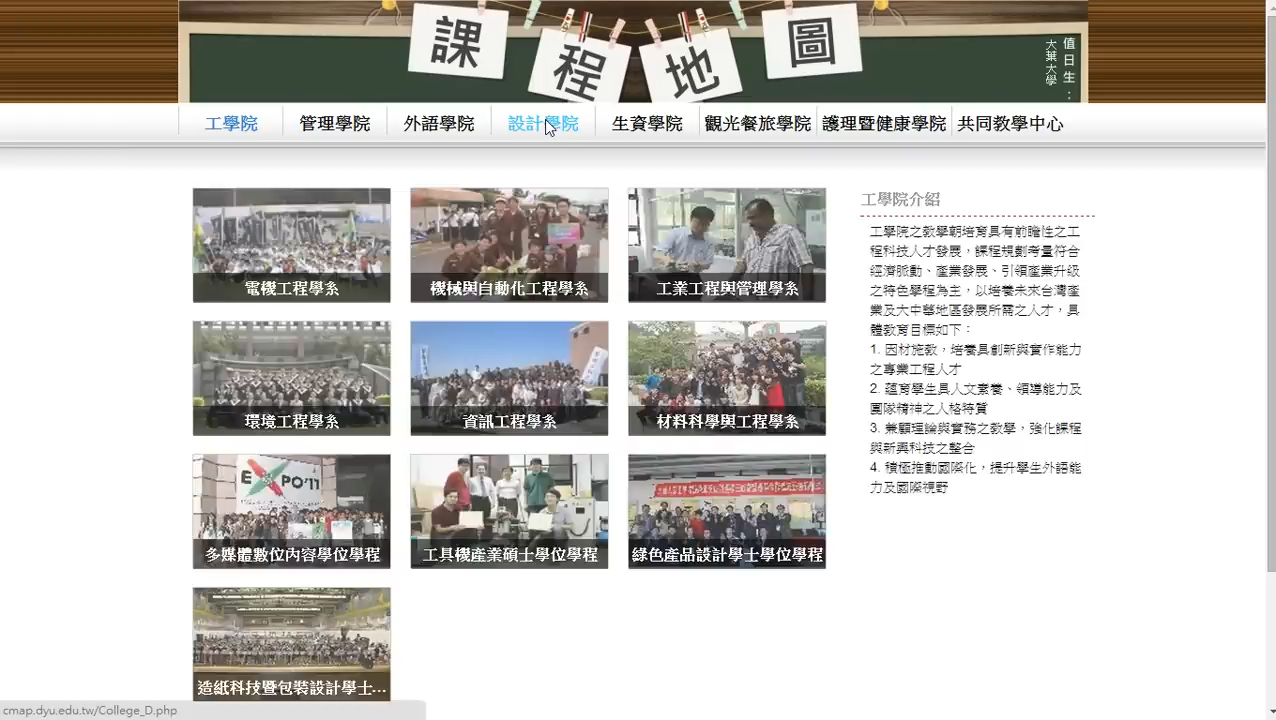 課程地圖
值日生：
大葉大學
工學院 管理學院 外語學院 設計學院 生資學院 觀光餐旅學院 護理暨健康學院 共同教學中心
電機工程學系
機械與自動化工程學系
工業工程與管理學系
環境工程學系
資訊工程學系
材料科學與工程學系
EXPO'11
多媒體數位內容學位學程
工具機產業碩士學位學程
綠色產品設計學士學位學程
造紙科技暨包裝設計學士...
工學院介紹
工學院之教學朝培育具有前瞻性之工
程科技人才發展，課程規劃考量符合
經濟脈動、產業發展、引領產業升級
之特色學程為主，以培養未來台灣產
業及大中華地區發展所需之人才，具
體教育目標如下：
1. 因材施教，培養具創新與實作能力
之專業工程人才
2. 蘊育學生具人文素養、領導能力及
團隊精神之人格特質
3. 兼顧理論與實務之教學，強化課程
與新興科技之整合
4. 積極推動國際化，提升學生外語能
力及國際視野
cmap.dyu.edu.tw/College_D.php